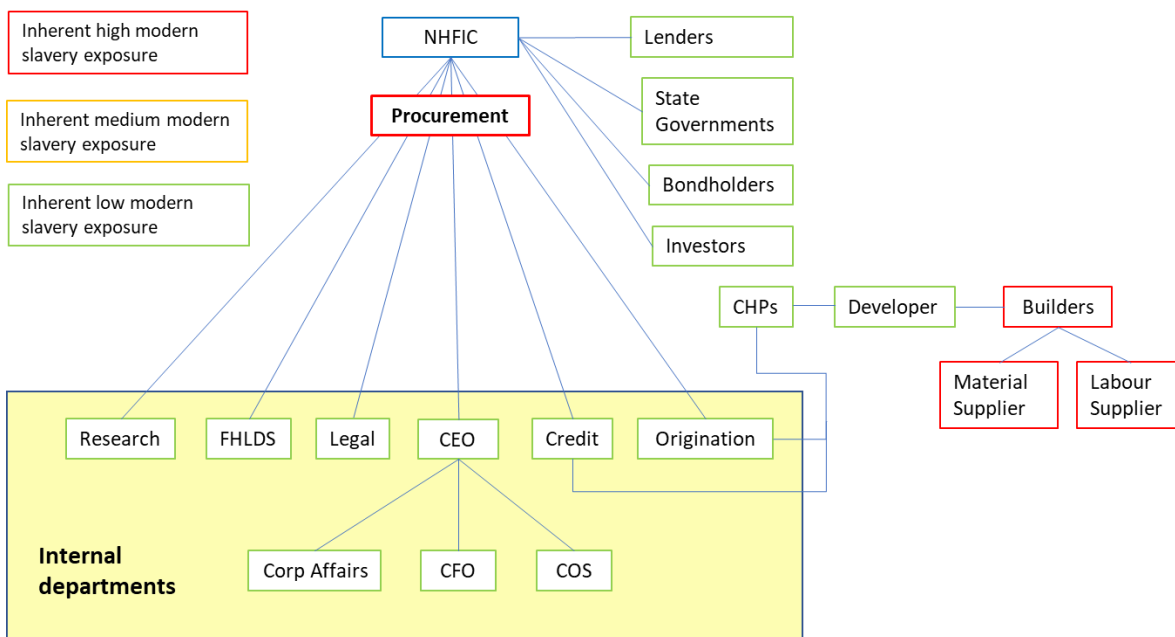 Inherent high modern
slavery exposure
Inherent medium modern
slavery exposure
Inherent low modern
slavery exposure
NHFIC
Procurement
Lenders
State
Governments
Bondholders
Investors
CHPs
Developer
Builders
Material
Supplier
Labour
Supplier
Research
FHLDS
Legal
CEO
Credit
Origination
Internal
departments
Corp Affairs
CFO
COS